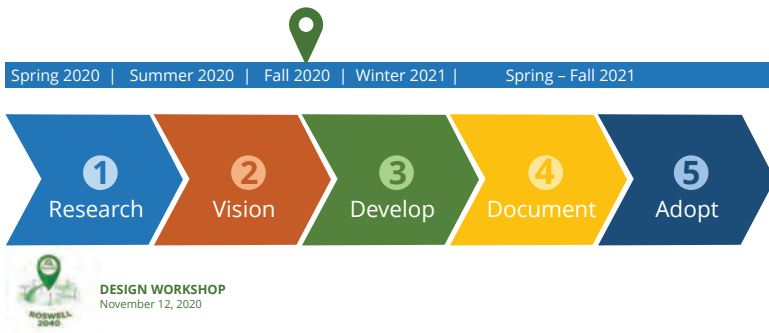 Spring 2020 | Summer 2020 | Fall 2020 | Winter 2021 | Spring – Fall 2021
1 2 3 4 5
Research Vision Develop Document Adopt
DESIGN WORKSHOP
November 12, 2020
ROSWELL
2040